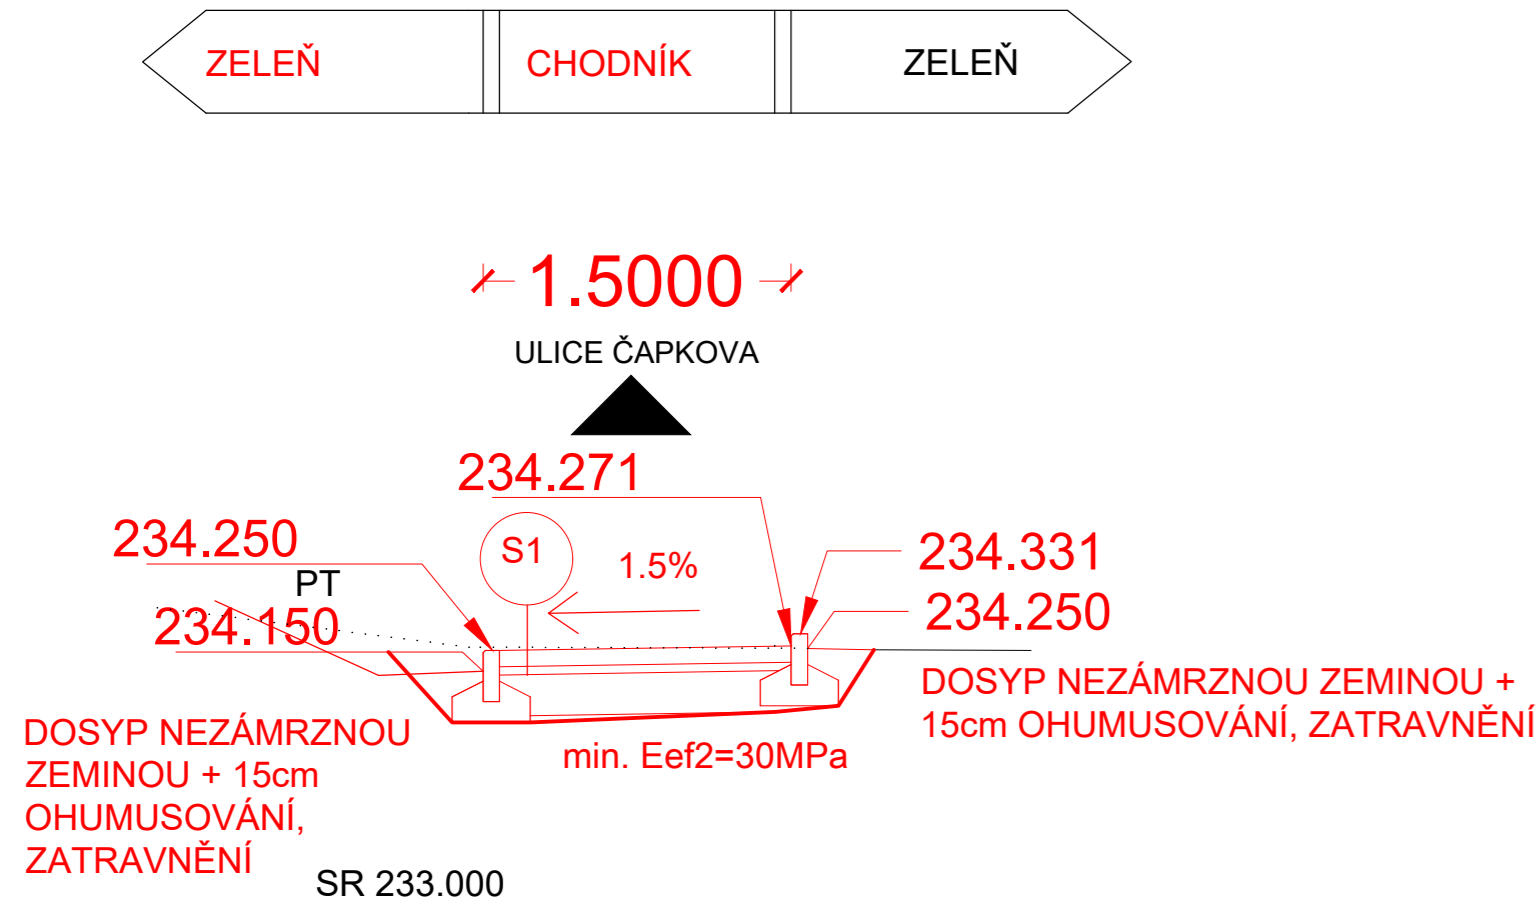 ZELEŇ
CHODNÍK
ZELEŇ
1.5000
ULICE ČAPKOVA
234.271
234.250
S1
1.5%
234.331
PT
234.150
234.250
DOSYP NEZÁMRZNOU ZEMINOU +
15cm OHUMUSOVÁNÍ, ZATRAVNĚNÍ
DOSYP NEZÁMRZNOU
ZEMINOU + 15cm
OHUMUSOVÁNÍ,
ZATRAVNĚNÍ
min. Eef2=30MPa
SR 233.000